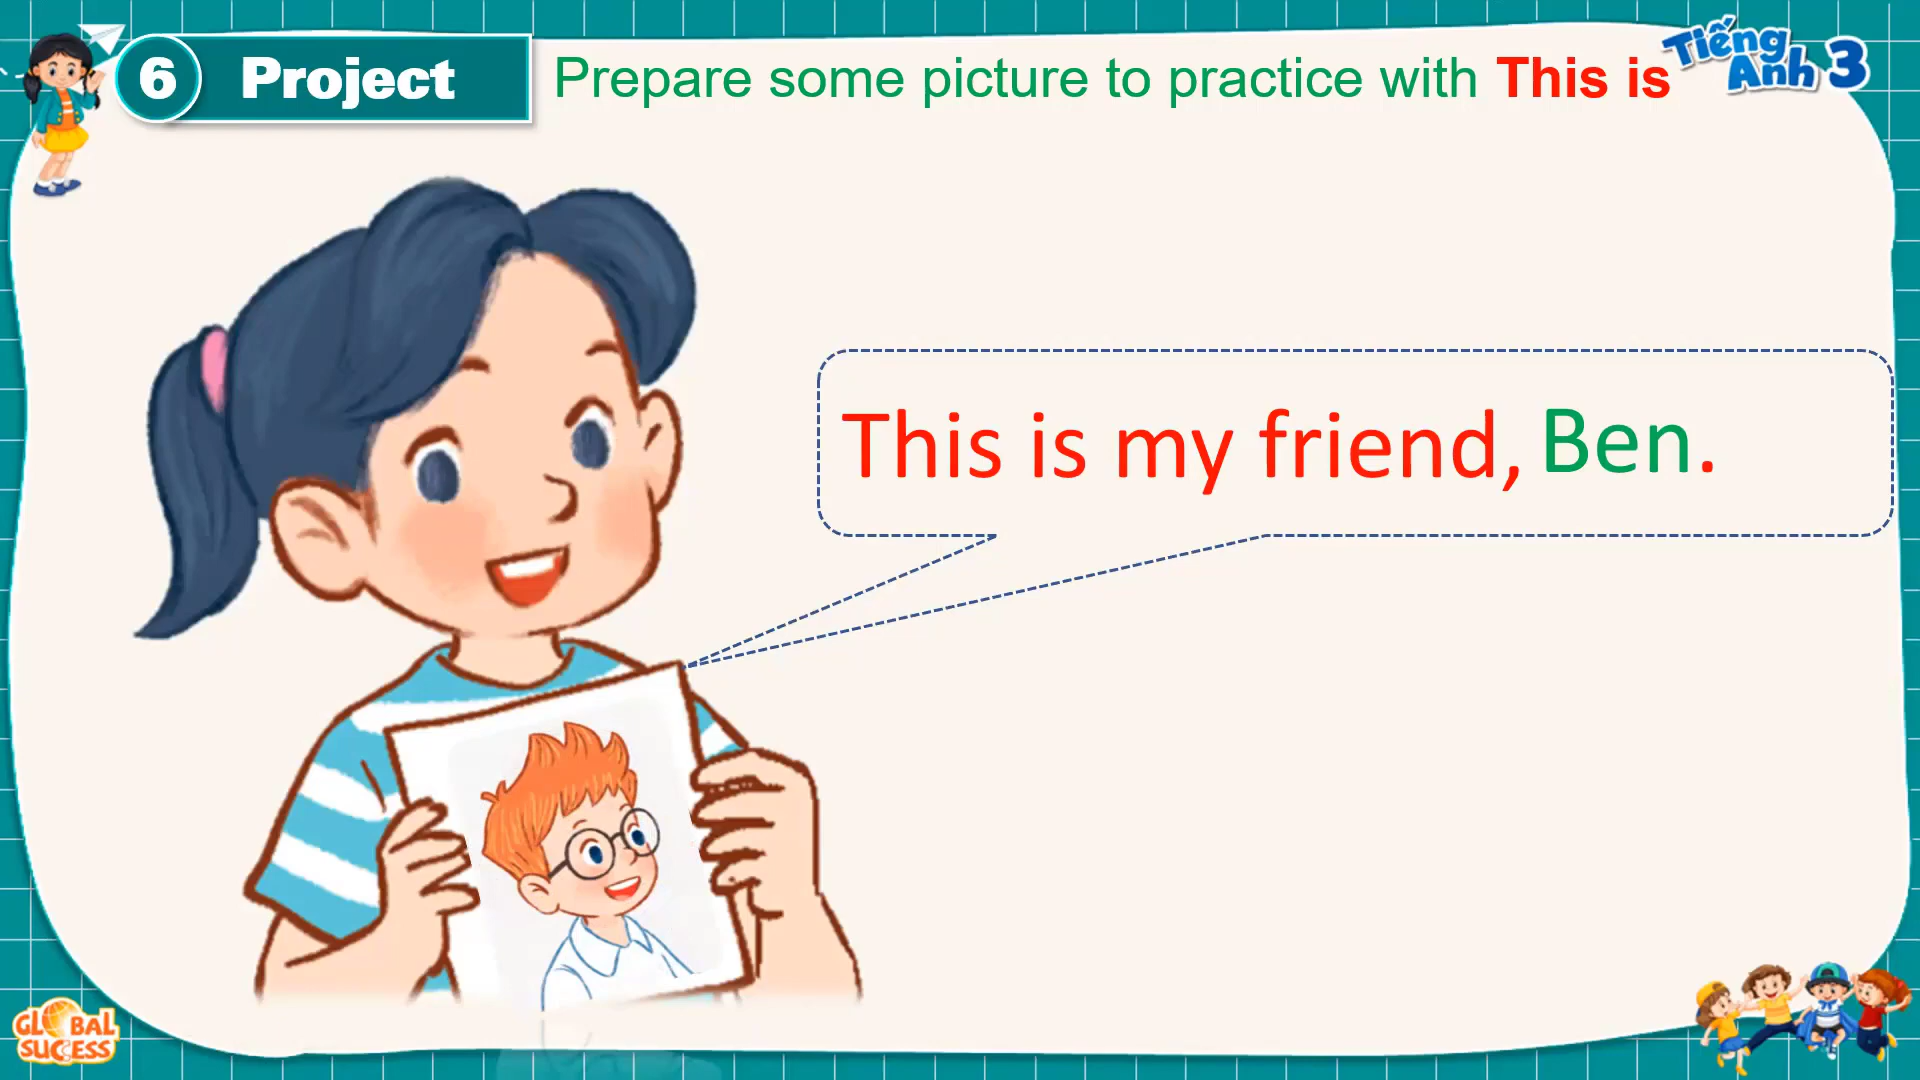 6 Project Prepare some picture to practice with This is
Tiếng
Anh 3
This is my friend, Ben.
GLOBAL
SUCCESS